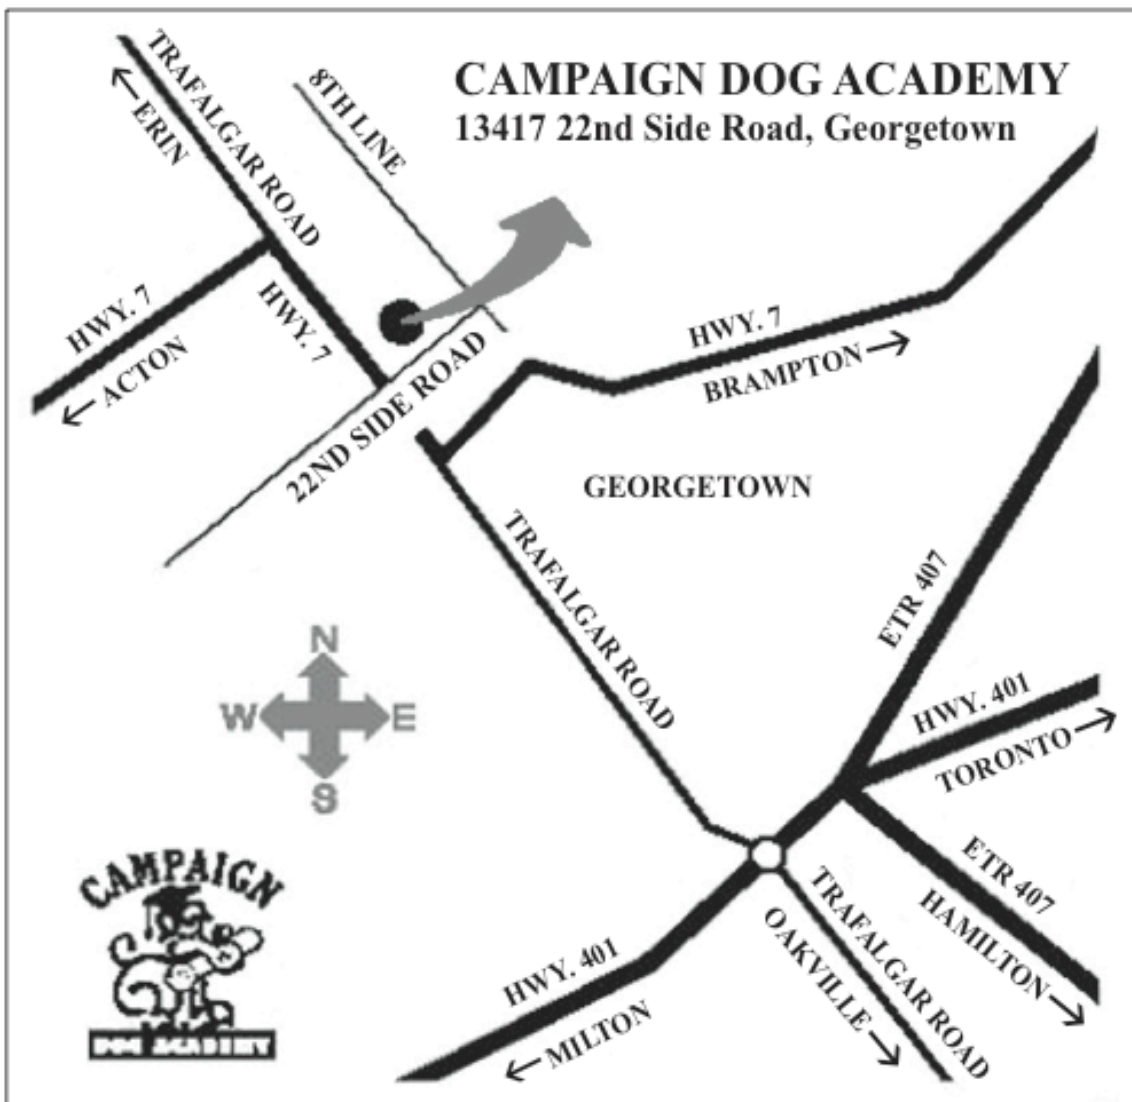 CAMPAIGN DOG ACADEMY
13417 22nd Side Road, Georgetown
TRAFALGAR ROAD
ERIN
8TH LINE
HWY. 7
ACTON
HWY. 7
22ND SIDE ROAD
HWY. 7
BRAMPTON
GEORGETOWN
TRAFALGAR ROAD
ETR 407
HWY. 401
TORONTO
ETR 407
HAMILTON
TRAFALGAR ROAD
OAKVILLE
HWY. 401
MILTON
N
W E
S
CAMPAIGN
DOG ACADEMY